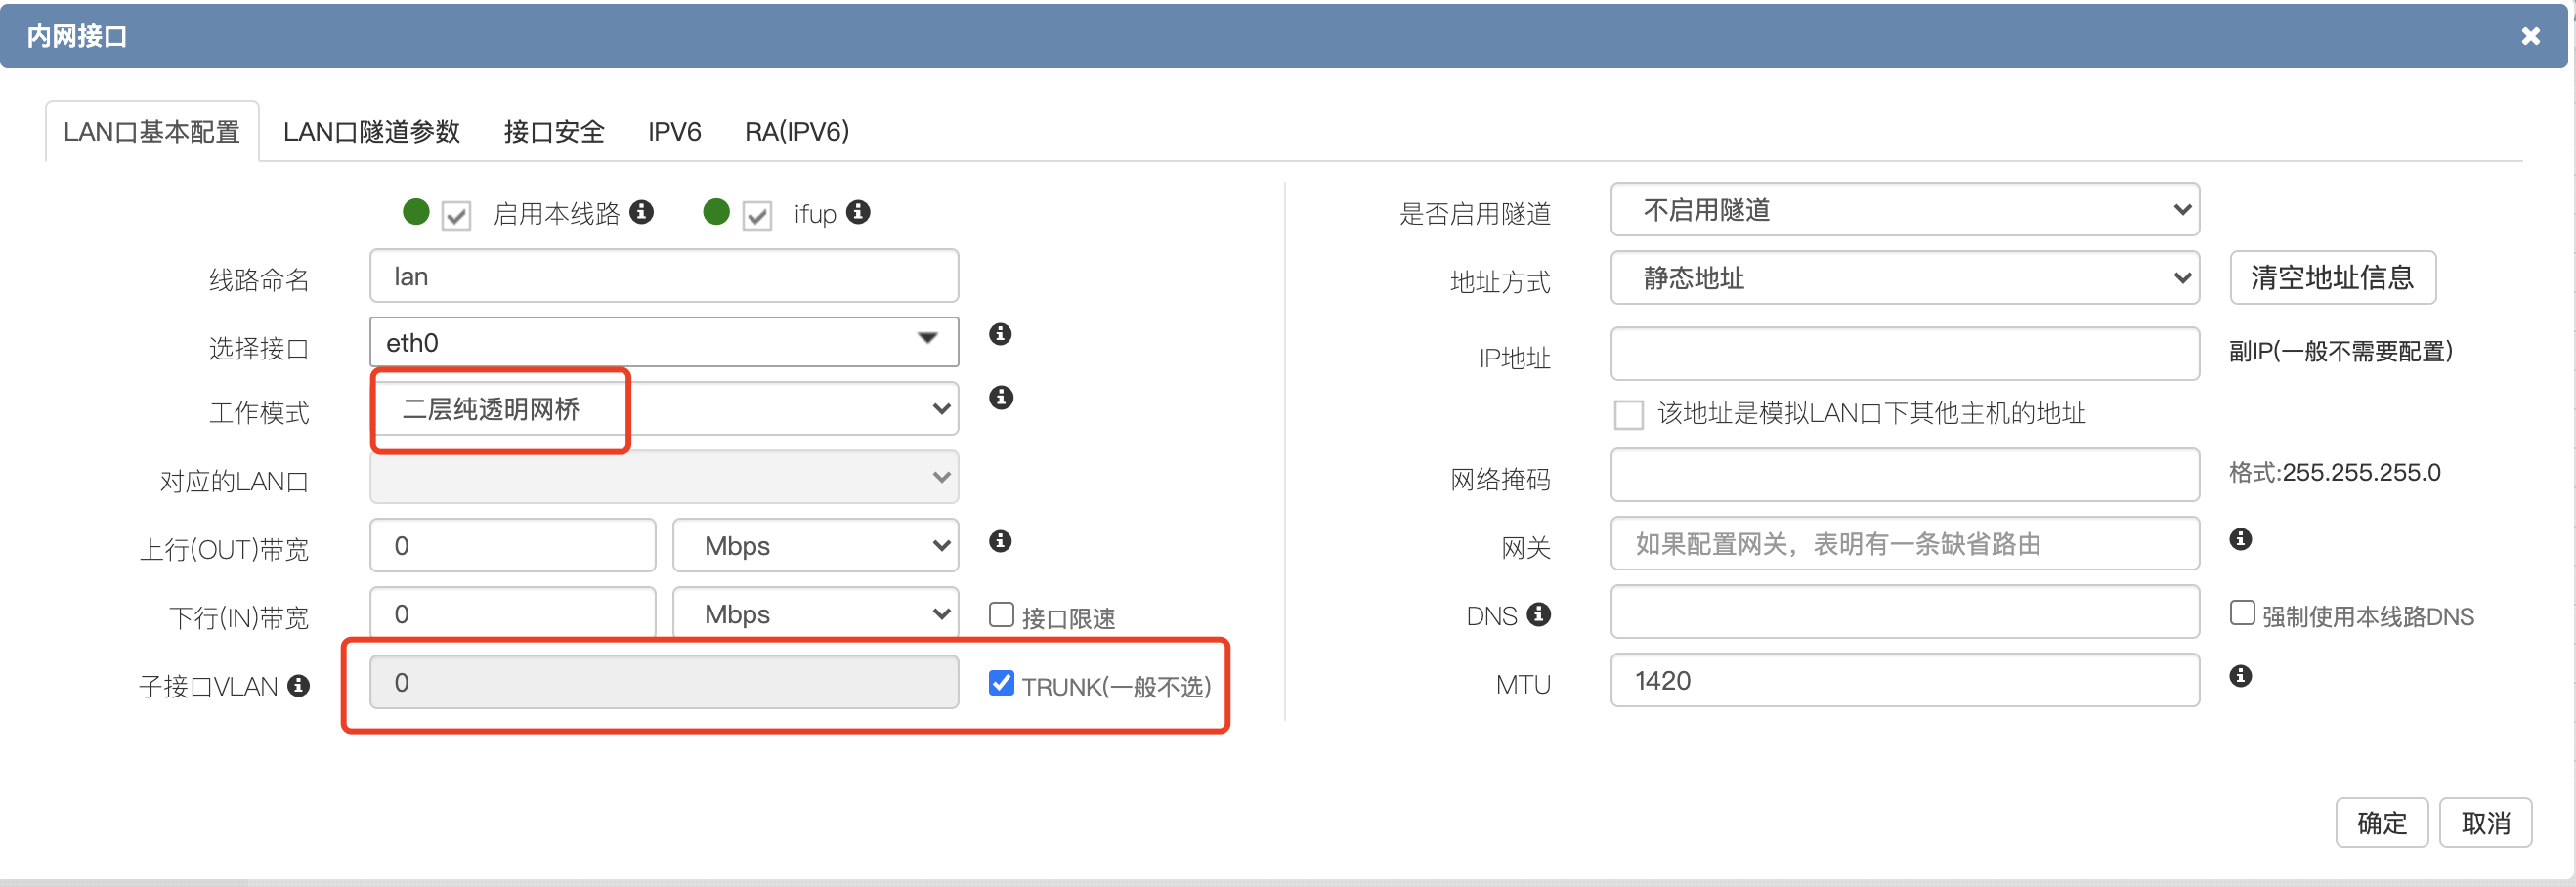 内网接口
LAN口基本配置 LAN口隧道参数 接口安全 IPV6 RA(IPV6)
启用本线路 ifup
线路命名 lan
选择接口 eth0
工作模式 二层纯透明网桥
对应的LAN口
上行(OUT)带宽 0 Mbps
下行(IN)带宽 0 Mbps 接口限速
子接口VLAN 0 TRUNK(一般不选)
是否启用隧道 不启用隧道
地址方式 静态地址 清空地址信息
IP地址 副IP(一般不需要配置)
该地址是模拟LAN口下其他主机的地址
网络掩码 格式:255.255.255.0
网关 如果配置网关，表明有一条缺省路由
DNS 强制使用本线路DNS
MTU 1420
确定 取消